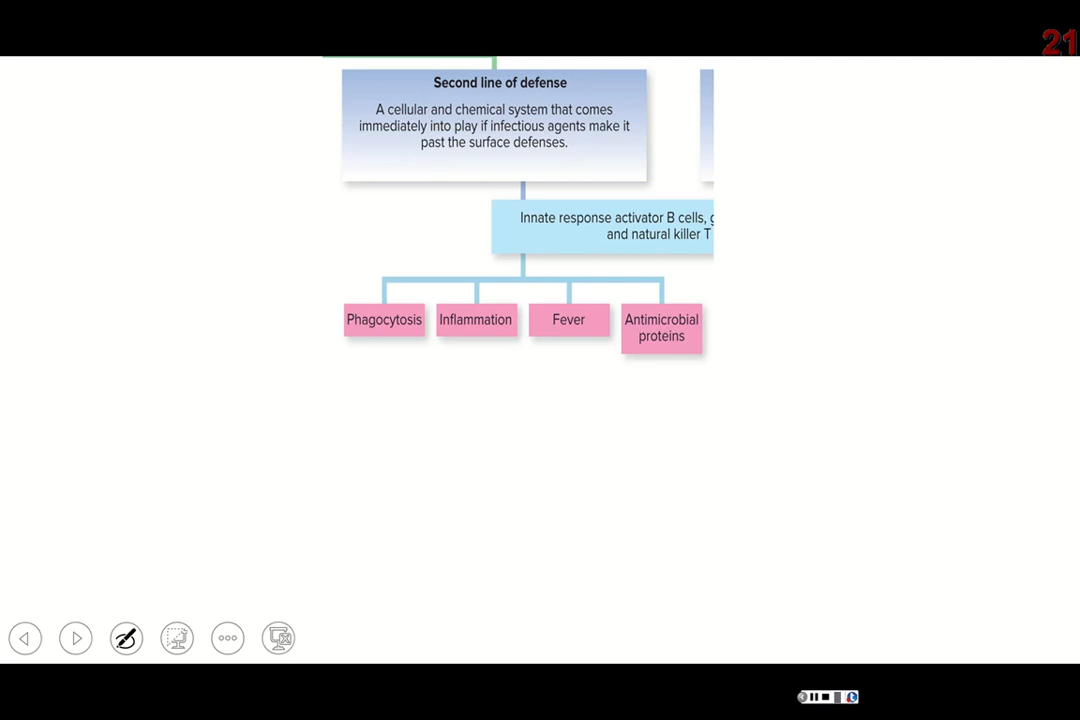 21
Second line of defense
A cellular and chemical system that comes
immediately into play if infectious agents make it
past the surface defenses.
Innate response activator B cells,
and natural killer T
Phagocytosis
Inflammation
Fever
Antimicrobial
proteins